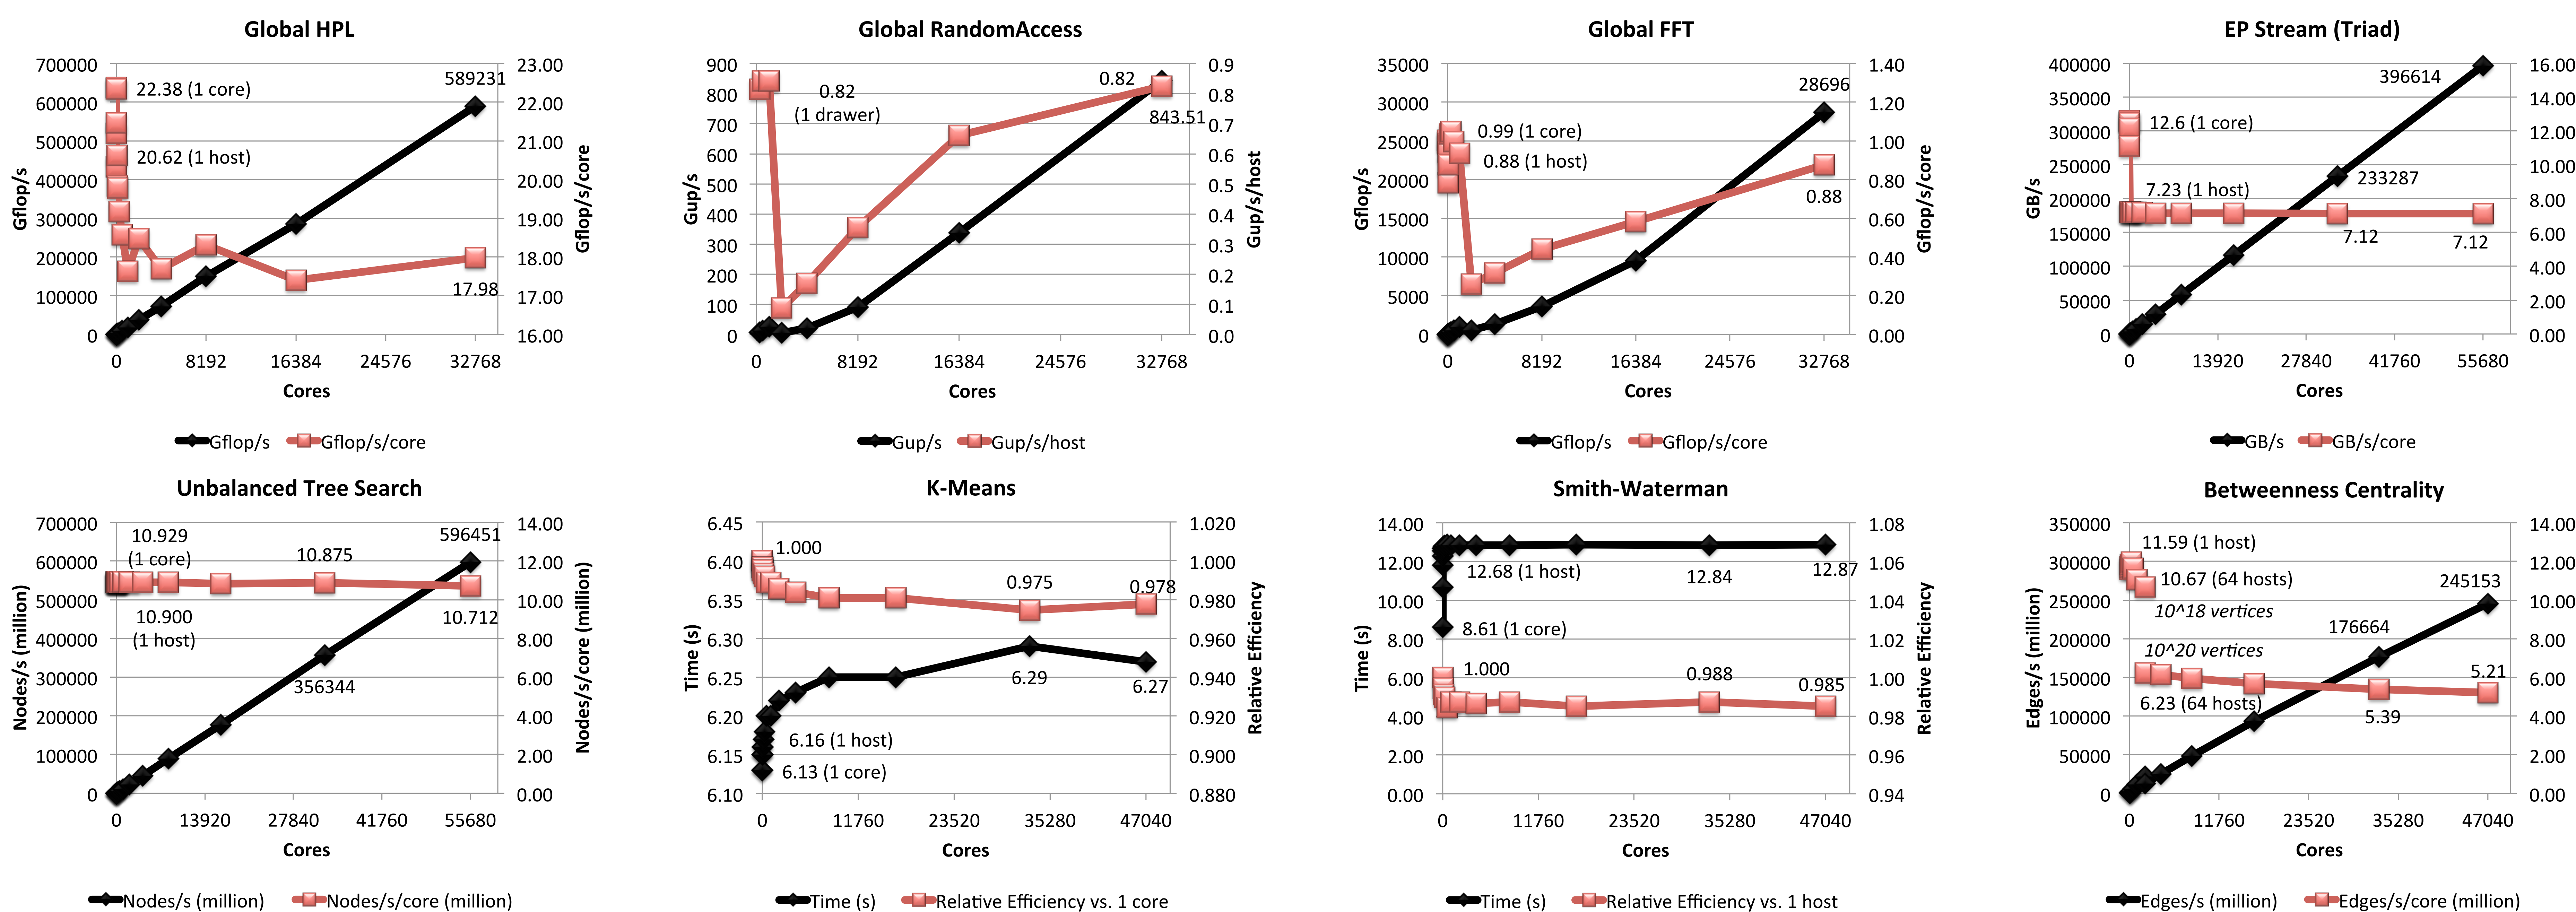 Global HPL
700000
600000
500000
400000
300000
200000
100000
0
Gflop/s
23.00
22.00
21.00
20.00
19.00
18.00
17.00
16.00
Gflop/s/core
22.38 (1 core)
20.62 (1 host)
589231
17.98
0 8192 16384 24576 32768
Cores
Gflop/s Gflop/s/core
Global RandomAccess
900
800
700
600
500
400
300
200
100
0
Gup/s
0.9
0.8
0.7
0.6
0.5
0.4
0.3
0.2
0.1
0.0
Gup/s/host
0.82
(1 drawer)
0.82
843.51
0 8192 16384 24576 32768
Cores
Gup/s Gup/s/host
Global FFT
35000
30000
25000
20000
15000
10000
5000
0
Gflop/s
1.40
1.20
1.00
0.80
0.60
0.40
0.20
0.00
Gflop/s/core
0.99 (1 core)
0.88 (1 host)
28696
0.88
0 8192 16384 24576 32768
Cores
Gflop/s Gflop/s/core
EP Stream (Triad)
400000
350000
300000
250000
200000
150000
100000
50000
0
GB/s
16.00
14.00
12.00
10.00
8.00
6.00
4.00
2.00
0.00
12.6 (1 core)
7.23 (1 host)
396614
233287
7.12
7.12
0 13920 27840 41760 55680
Cores
GB/s GB/s/core
Unbalanced Tree Search
700000
600000
500000
400000
300000
200000
100000
0
Nodes/s (million)
14.00
12.00
10.00
8.00
6.00
4.00
2.00
0.00
Nodes/s/core (million)
10.929
(1 core)
10.875
596451
10.900
(1 host)
10.712
356344
0 13920 27840 41760 55680
Cores
Nodes/s (million) Nodes/s/core (million)
K-Means
6.45
6.40
6.35
6.30
6.25
6.20
6.15
6.10
Time (s)
1.020
1.000
0.980
0.960
0.940
0.920
0.900
0.880
Relative Efficiency
1.000
0.975
0.978
6.29
6.27
6.16 (1 host)
6.13 (1 core)
0 11760 23520 35280 47040
Cores
Time (s) Relative Efficiency vs. 1 core
Smith-Waterman
14.00
12.00
10.00
8.00
6.00
4.00
2.00
0.00
Time (s)
1.08
1.06
1.04
1.02
1.00
0.98
0.96
0.94
Relative Efficiency
12.68 (1 host)
12.84
12.87
8.61 (1 core)
1.000
0.988
0.985
0 11760 23520 35280 47040
Cores
Time (s) Relative Efficiency vs. 1 host
Betweenness Centrality
350000
300000
250000
200000
150000
100000
50000
0
Edges/s (million)
14.00
12.00
10.00
8.00
6.00
4.00
2.00
0.00
11.59 (1 host)
10.67 (64 hosts)
10^18 vertices
245153
176664
10^20 vertices
5.21
6.23 (64 hosts)
5.39
0 11760 23520 35280 47040
Cores
Edges/s (million) Edges/s/core (million)